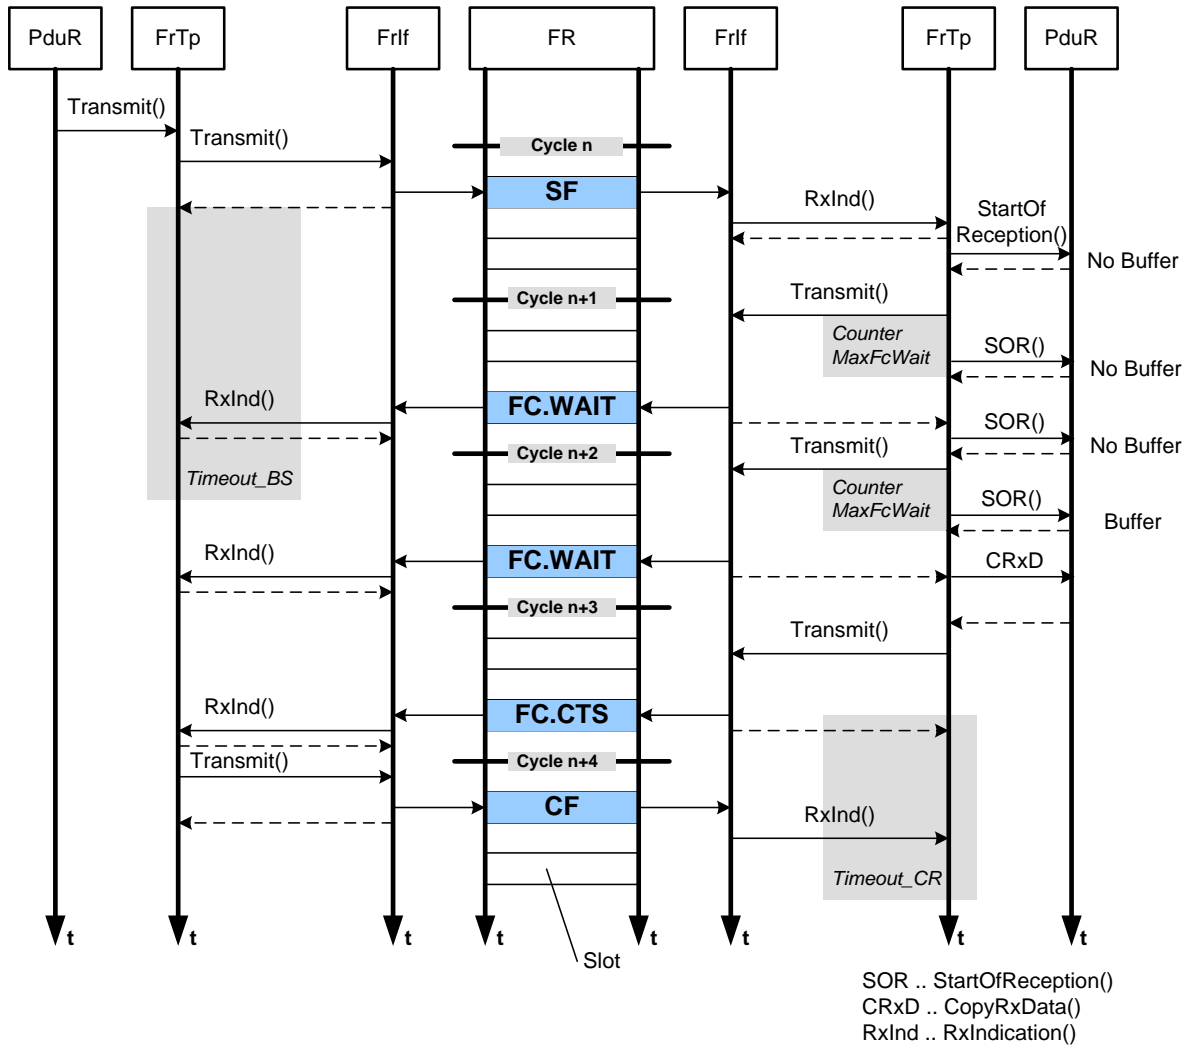 PduR
FrTp
FrIf
FR
FrIf
FrTp
PduR
Transmit()
Transmit()
Cycle n
SF
RxInd()
StartOf
Reception()
No Buffer
Cycle n+1
Transmit()
Counter
MaxFcWait
SOR()
No Buffer
RxInd()
FC.WAIT
SOR()
No Buffer
Cycle n+2
Transmit()
Timeout_BS
Counter
MaxFcWait
SOR()
Buffer
RxInd()
FC.WAIT
CRxD
Cycle n+3
Transmit()
RxInd()
FC.CTS
Transmit()
Cycle n+4
CF
RxInd()
Timeout_CR
t
t
t
t
t
t
t
t
Slot
SOR .. StartOfReception()
CRxD .. CopyRxData()
RxInd .. RxIndication()